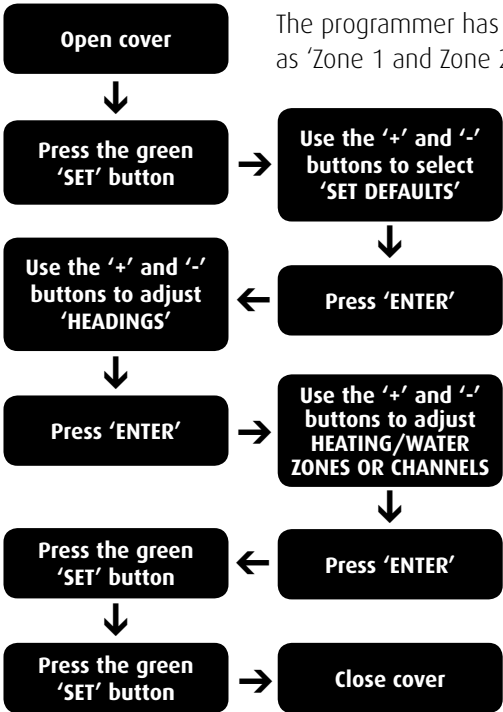 The programmer has
as ‘Zone 1 and Zone 2
Open cover
Press the green
‘SET’ button
Use the ‘+’ and ‘-’
buttons to select
‘SET DEFAULTS’
Press ‘ENTER’
Use the ‘+’ and ‘-’
buttons to adjust
‘HEADINGS’
Press ‘ENTER’
Use the ‘+’ and ‘-’
buttons to adjust
HEATING/WATER
ZONES OR CHANNELS
Press ‘ENTER’
Press the green
‘SET’ button
Press the green
‘SET’ button
Close cover